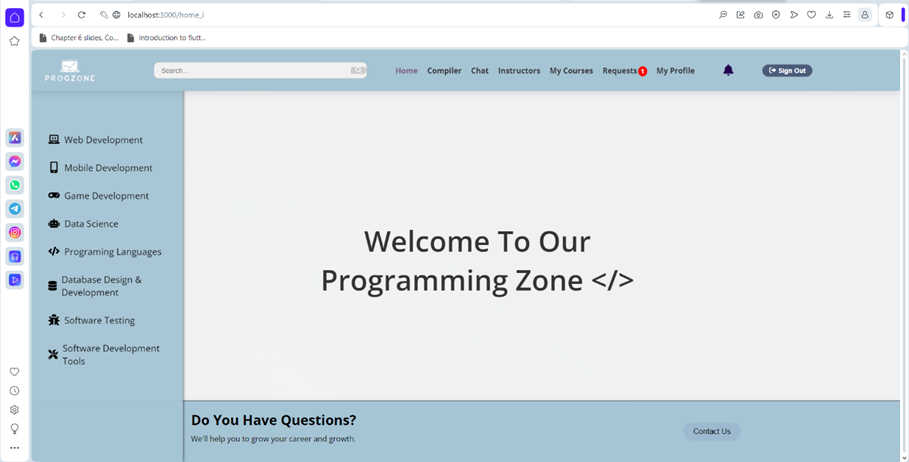 localhost:3000/home_i
Chapter 6 slides, Co...
Introduction to flutt...
PROGZONE
Search...
Home
Compiler
Chat
Instructors
My Courses
Requests
1
My Profile
Sign Out
Web Development
Mobile Development
Game Development
Data Science
Programing Languages
Database Design &
Development
Software Testing
Software Development
Tools
Welcome To Our
Programming Zone </>
Do You Have Questions?
We'll help you to grow your career and growth.
Contact Us